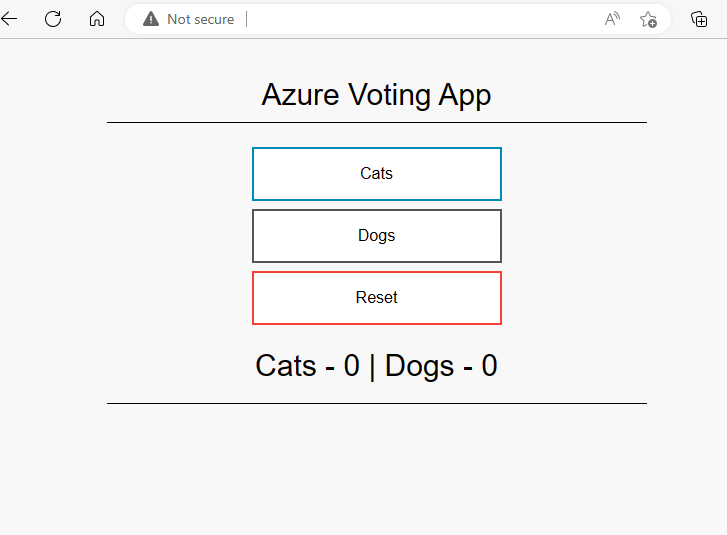 Not secure
Azure Voting App
Cats
Dogs
Reset
Cats - 0 | Dogs - 0